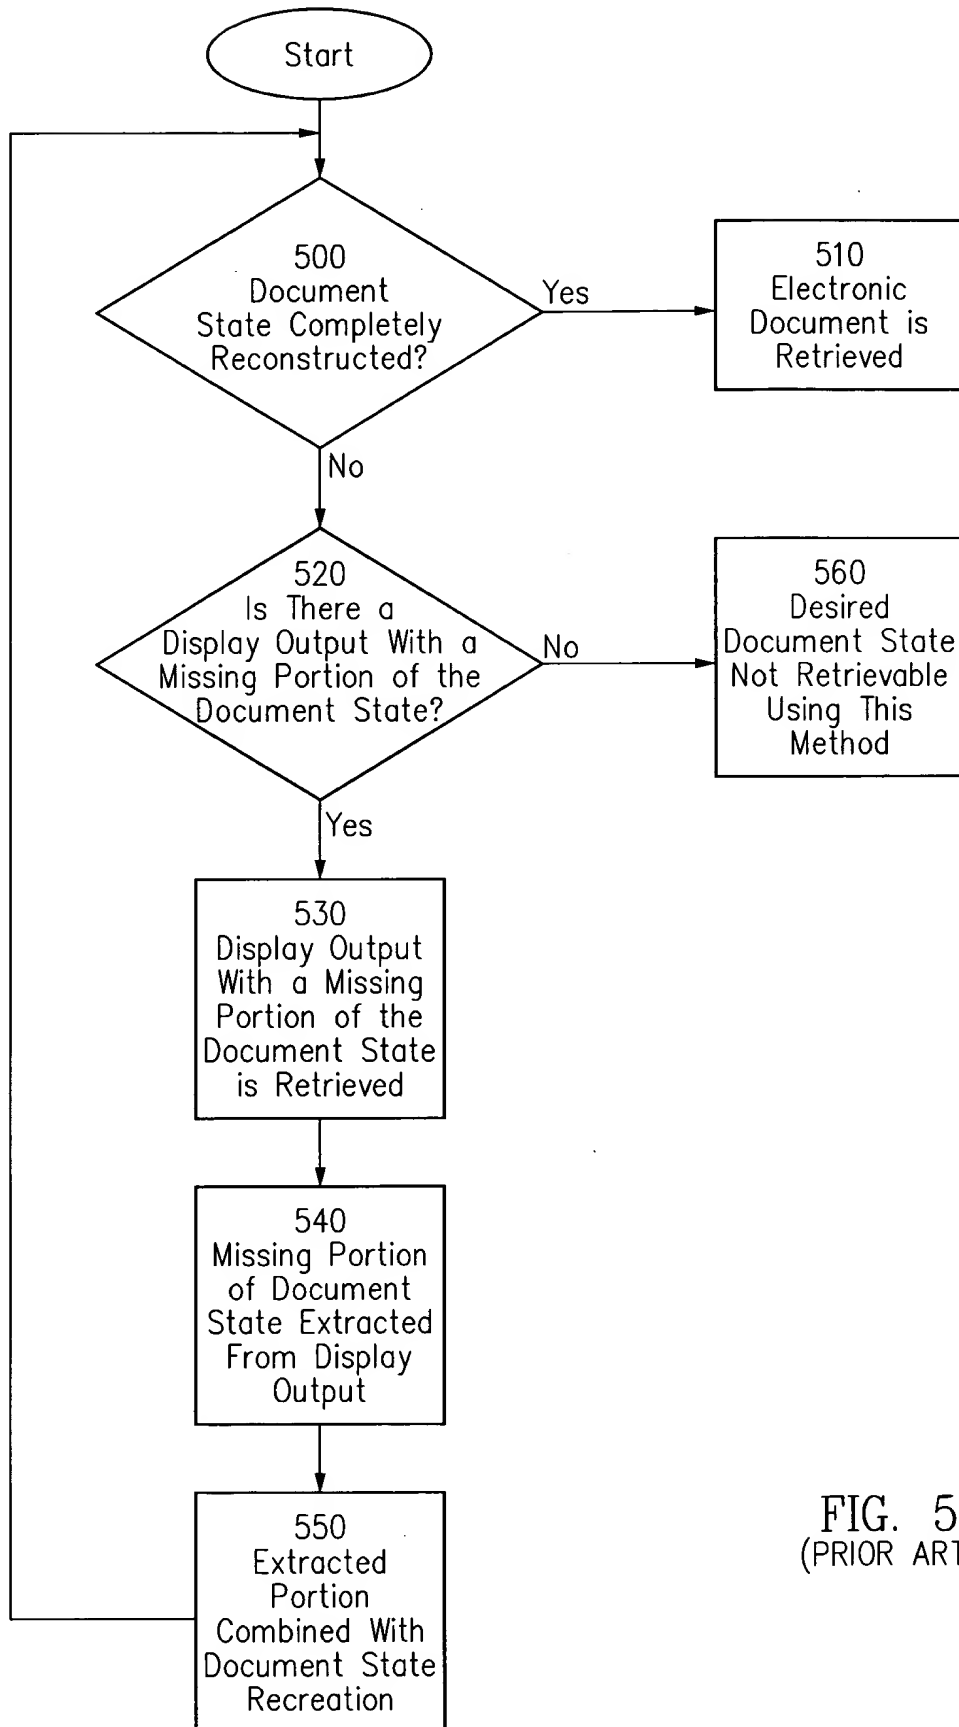 Start
500
Document
State Completely
Reconstructed?
Yes
510
Electronic
Document is
Retrieved
No
520
Is There a
Display Output With a
Missing Portion of the
Document State?
No
560
Desired
Document State
Not Retrievable
Using This
Method
Yes
530
Display Output
With a Missing
Portion of the
Document State
is Retrieved
540
Missing Portion
of Document
State Extracted
From Display
Output
550
Extracted
Portion
Combined With
Document State
Recreation
FIG. 5
(PRIOR ART